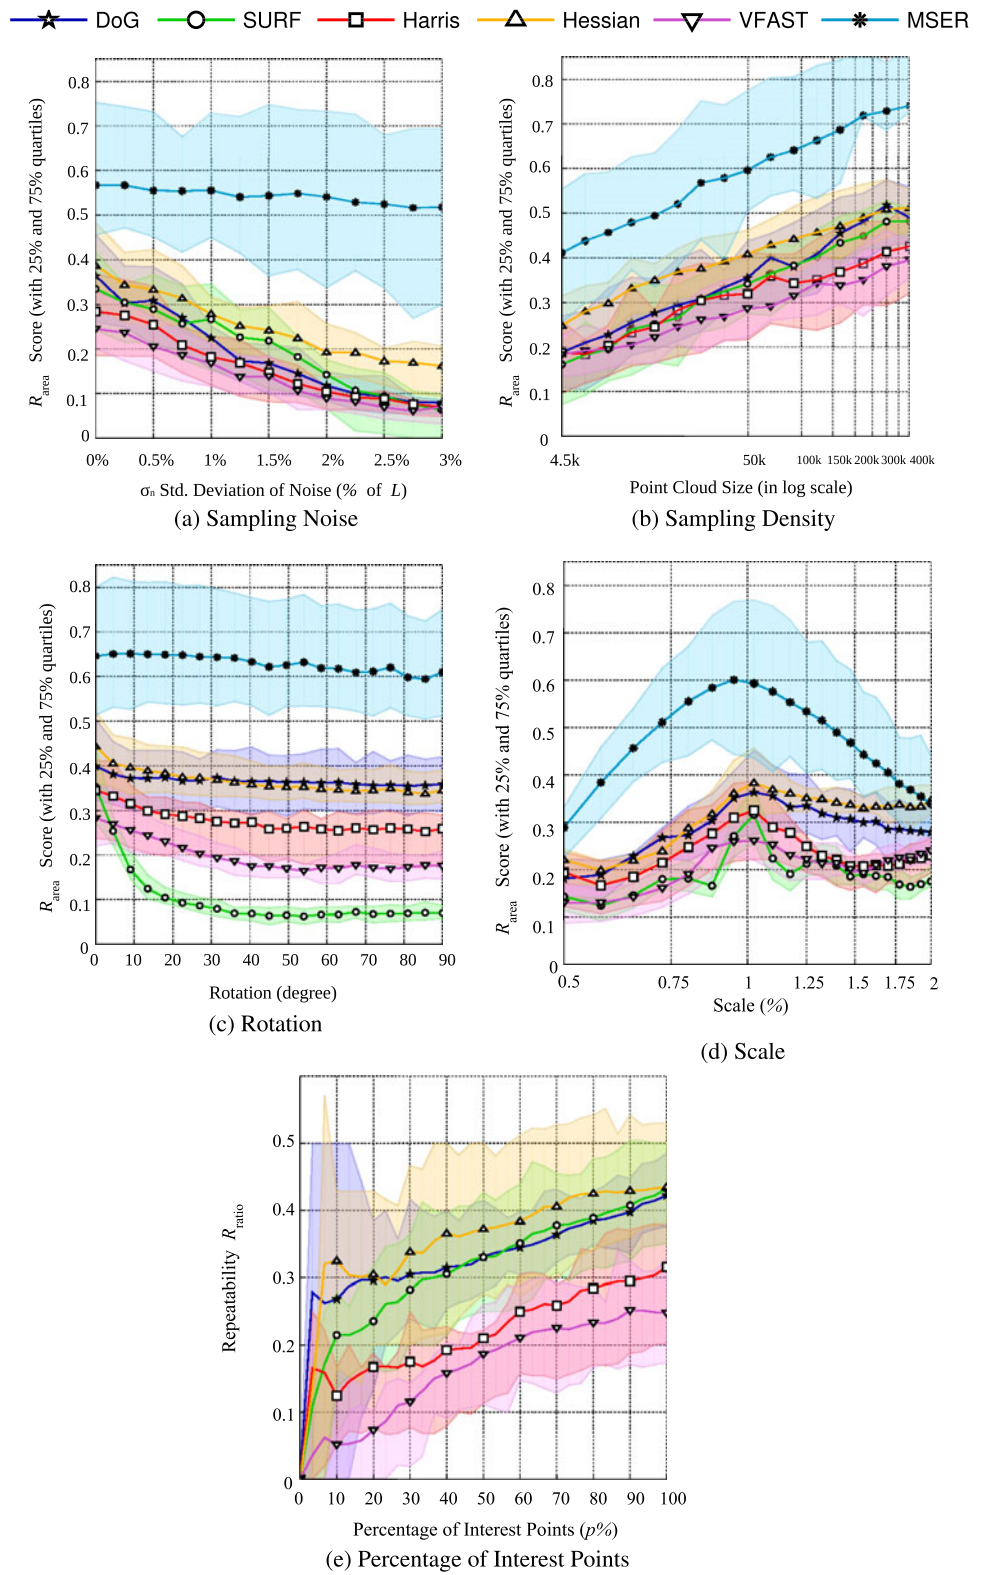 DoG SURF Harris Hessian VFAST MSER
R area Score (with 25% and 75% quartiles)
0.8
0.7
0.6
0.5
0.4
0.3
0.2
0.1
0
0% 0.5% 1% 1.5% 2% 2.5% 3%
σn Std. Deviation of Noise (% of L)
(a) Sampling Noise
R area Score (with 25% and 75% quartiles)
0.8
0.7
0.6
0.5
0.4
0.3
0.2
0.1
0
4.5k 50k 100k 150k 200k 300k 400k
Point Cloud Size (in log scale)
(b) Sampling Density
R area Score (with 25% and 75% quartiles)
0.8
0.7
0.6
0.5
0.4
0.3
0.2
0.1
0
0 10 20 30 40 50 60 70 80 90
Rotation (degree)
(c) Rotation
R area Score (with 25% and 75% quartiles)
0.8
0.7
0.6
0.5
0.4
0.3
0.2
0.1
0
0.5 0.75 1 1.25 1.5 1.75 2
Scale (%)
(d) Scale
Repeatability R ratio
0.5
0.4
0.3
0.2
0.1
0
0 10 20 30 40 50 60 70 80 90 100
Percentage of Interest Points (p%)
(e) Percentage of Interest Points